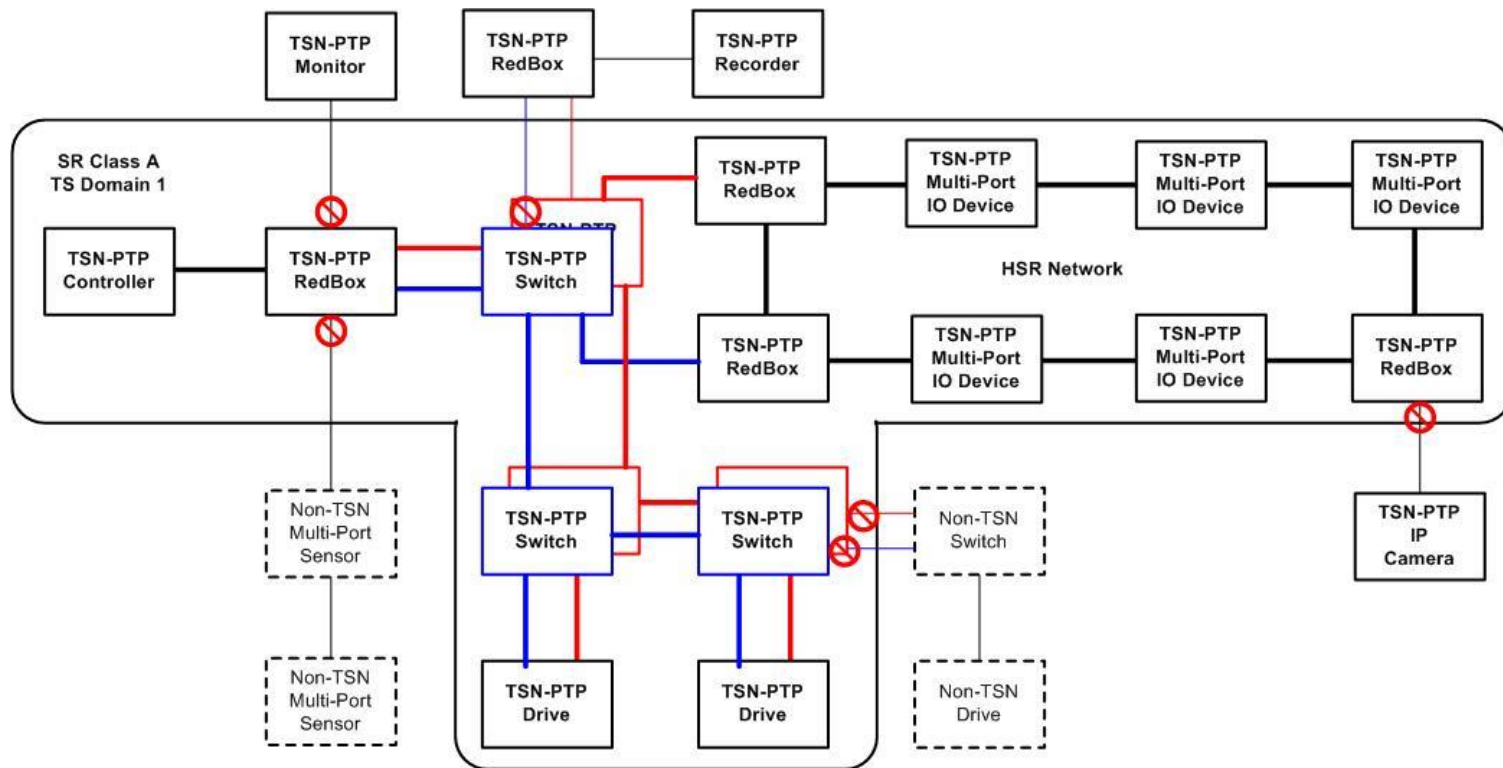 TSN-PTP
Monitor
TSN-PTP
RedBox
TSN-PTP
Recorder
SR Class A
TS Domain 1
TSN-PTP
RedBox
TSN-PTP
Multi-Port
IO Device
TSN-PTP
Multi-Port
IO Device
TSN-PTP
Multi-Port
IO Device
TSN-PTP
Controller
TSN-PTP
RedBox
TSN-PTP
TSN-PTP
Switch
HSR Network
TSN-PTP
RedBox
TSN-PTP
Multi-Port
IO Device
TSN-PTP
Multi-Port
IO Device
TSN-PTP
RedBox
Non-TSN
Multi-Port
Sensor
TSN-PTP
Switch
TSN-PTP
Switch
Non-TSN
Switch
TSN-PTP
IP
Camera
Non-TSN
Multi-Port
Sensor
TSN-PTP
Drive
TSN-PTP
Drive
Non-TSN
Drive